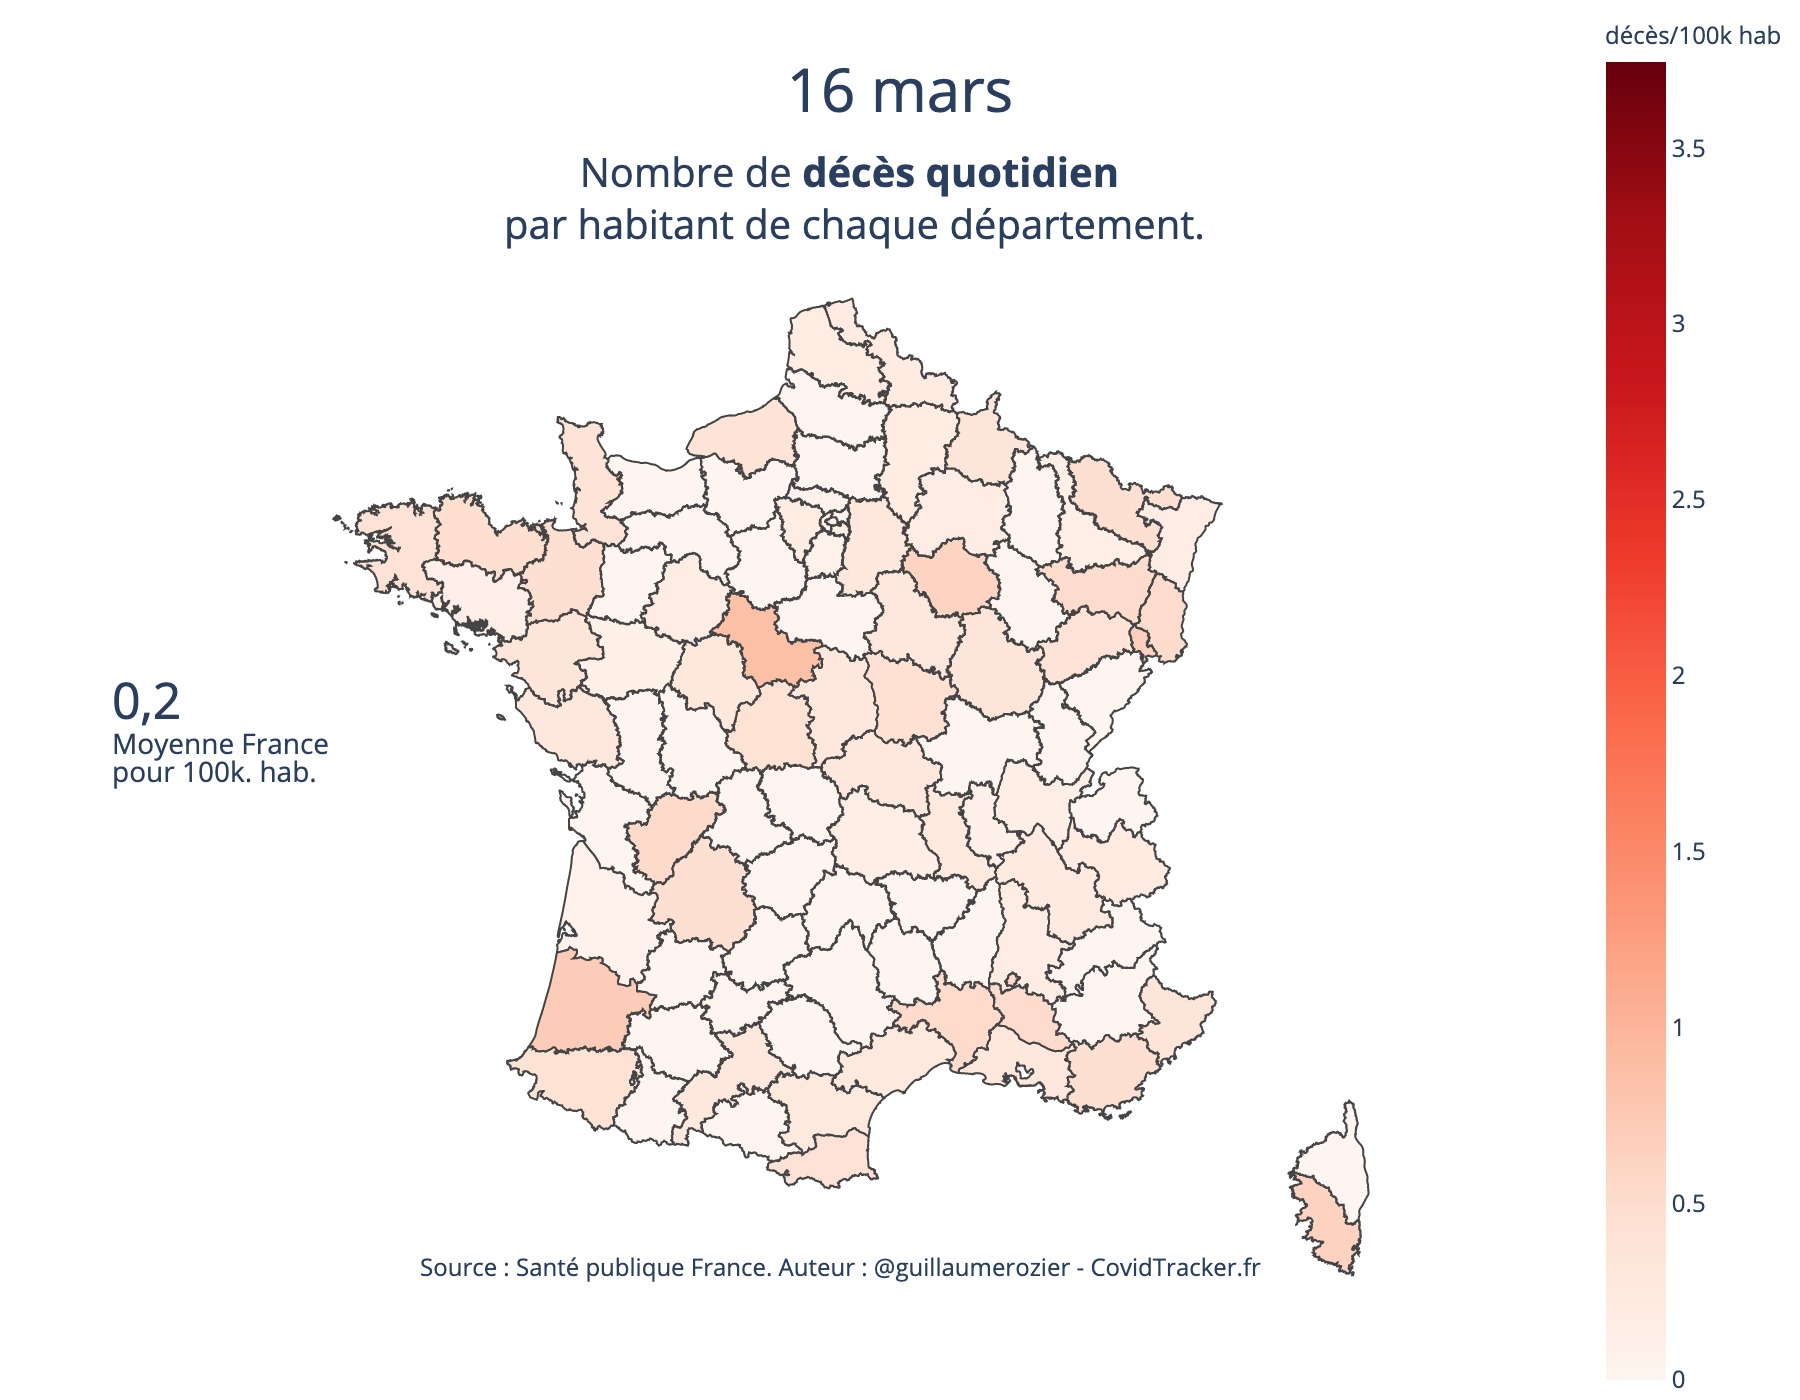 décès/100k hab
16 mars
Nombre de décès quotidien
par habitant de chaque département.
3.5
3
2.5
2
1.5
1
0.5
0
0,2
Moyenne France
pour 100k. hab.
Source : Santé publique France. Auteur : @guillaumerozier - CovidTracker.fr